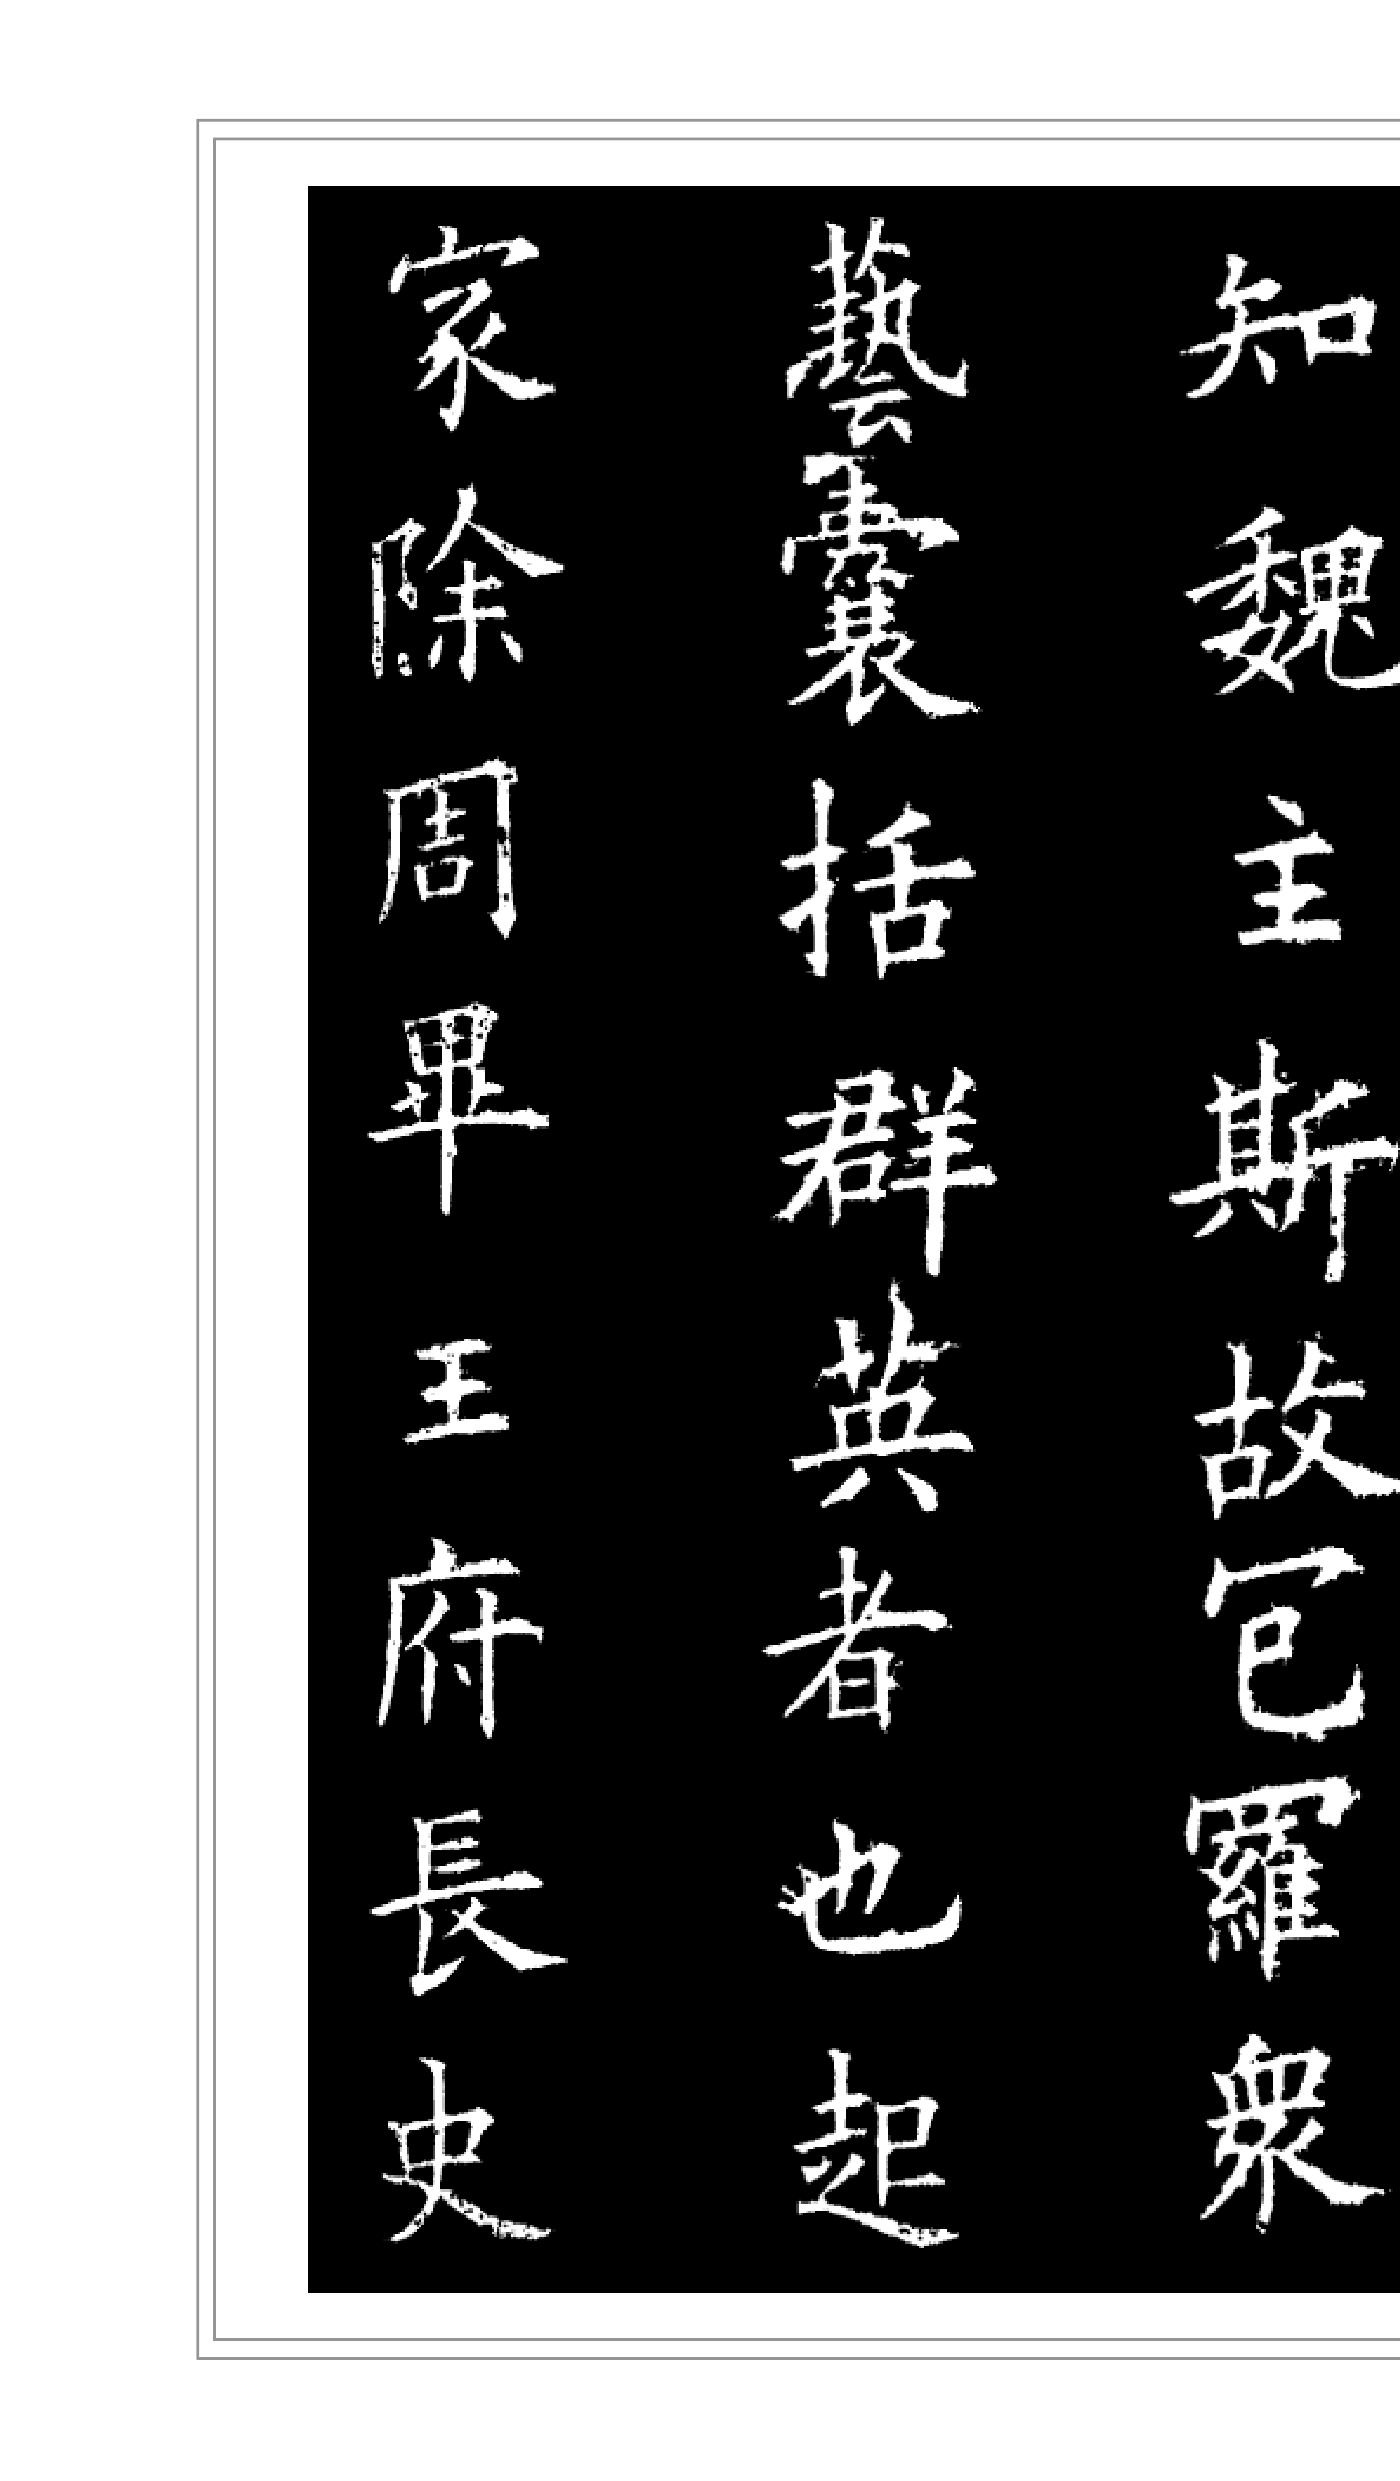 知魏主斯故包羅衆
藝囊括群英者也起
家除周畢王府長史